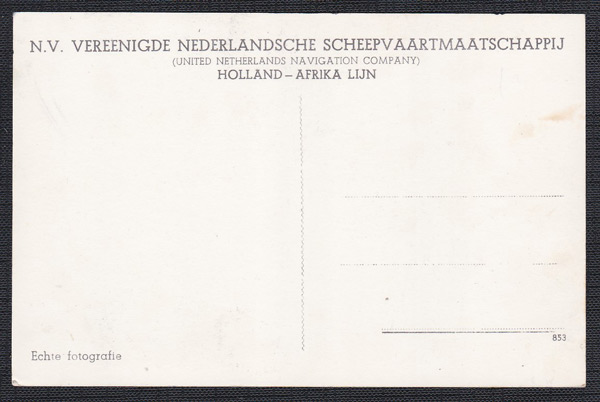 N.V. VEREENIGDE NEDERLANDSCHE SCHEEPVAARTMAATSCHAPPIJ
(UNITED NETHERLANDS NAVIGATION COMPANY)
HOLLAND – AFRIKA LIJN
853
Echte fotografie